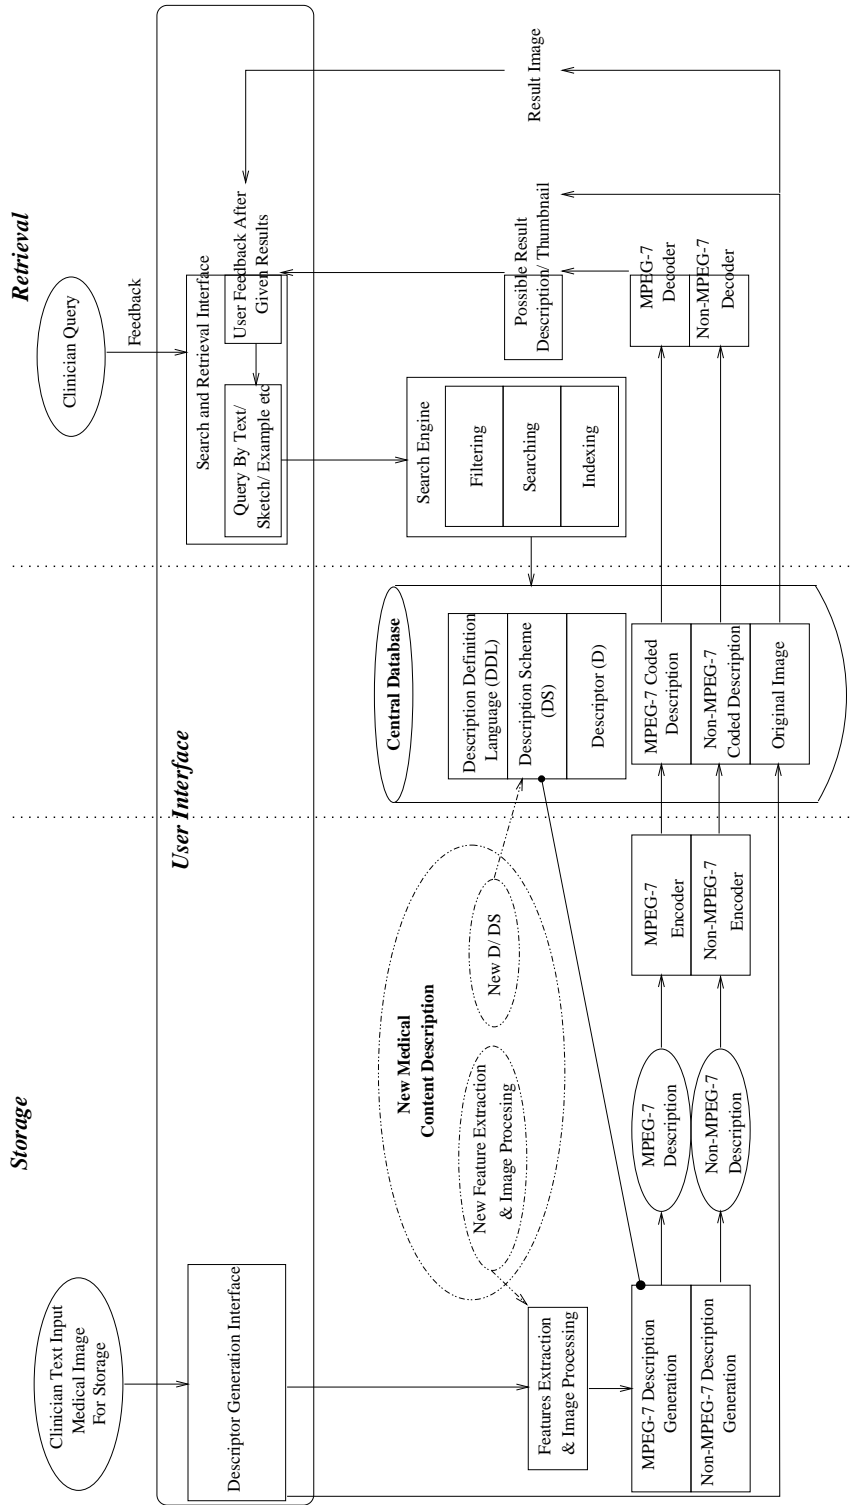 Storage
Retrieval
User Interface
Clinician Text Input
Medical Image
For Storage
Descriptor Generation Interface
New Medical
Content Description
New Feature Extraction
& Image Procesing
New D/ DS
Features Extraction
& Image Processing
MPEG-7 Description
Generation
Non-MPEG-7 Description
Generation
MPEG-7
Description
Non-MPEG-7
Description
MPEG-7
Encoder
Non-MPEG-7
Encoder
Central Database
Description Definition
Language (DDL)
Description Scheme
(DS)
Descriptor (D)
MPEG-7 Coded
Description
Non-MPEG-7
Coded Description
Original Image
Clinician Query
Feedback
Search and Retrieval Interface
Query By Text/
Sketch/ Example etc
User Feedback After
Given Results
Search Engine
Filtering
Searching
Indexing
Possible Result
Description/ Thumbnail
MPEG-7
Decoder
Non-MPEG-7
Decoder
Result Image